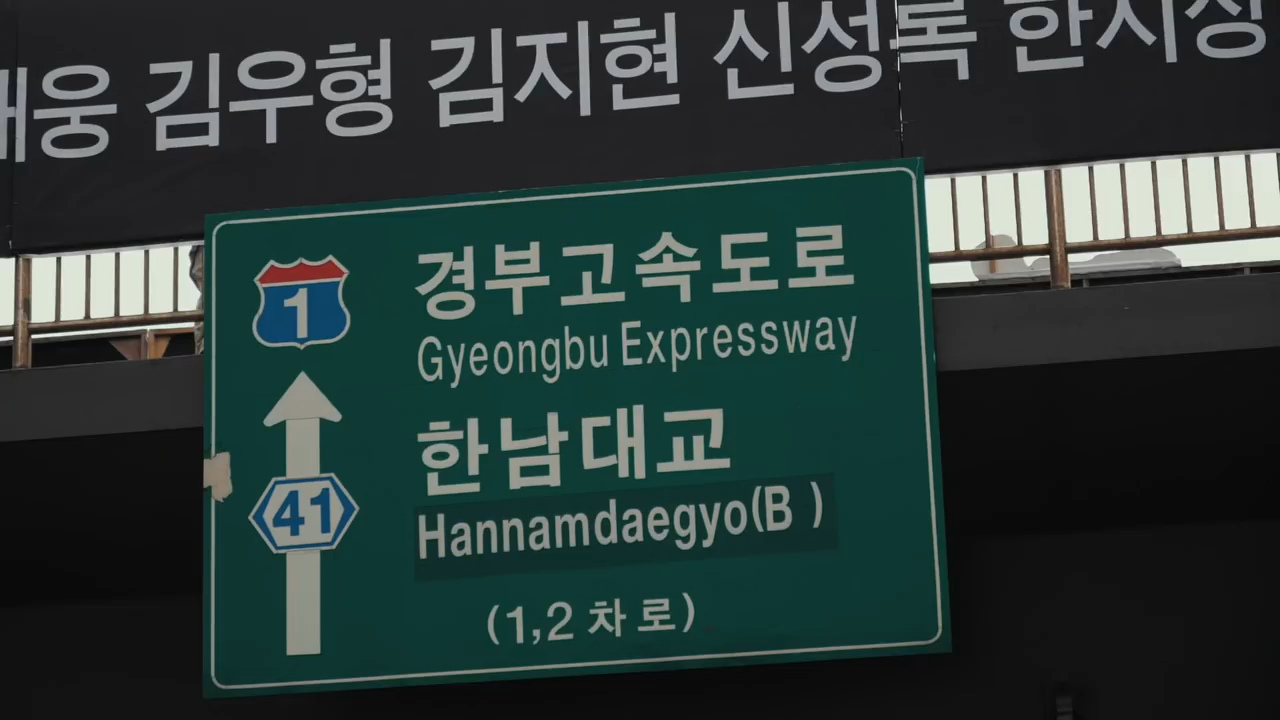 김우형 김지현 신성록
1
경부고속도로
Gyeongbu Expressway
한남대교
41
Hannamdaegyo(B )
(1,2 차로)